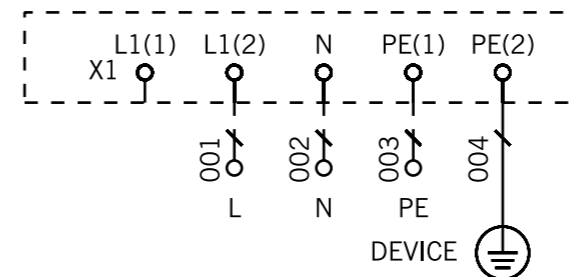 L1(1) L1(2) N PE(1) PE(2)
X1
001 002 003 004
L N PE
DEVICE